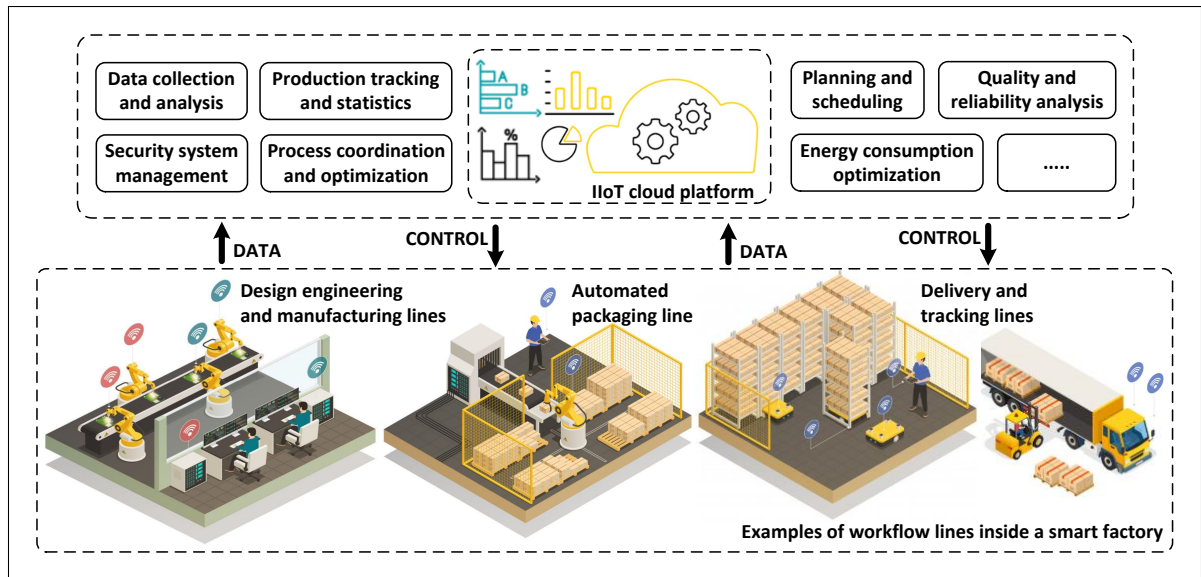 Data collection
and analysis
Production tracking
and statistics
Security system
management
Process coordination
and optimization
A
B
C
%
IIoT cloud platform
Planning and
scheduling
Quality and
reliability analysis
Energy consumption
optimization
.....
DATA
CONTROL
DATA
CONTROL
Design engineering
and manufacturing lines
Automated
packaging line
Delivery and
tracking lines
Examples of workflow lines inside a smart factory